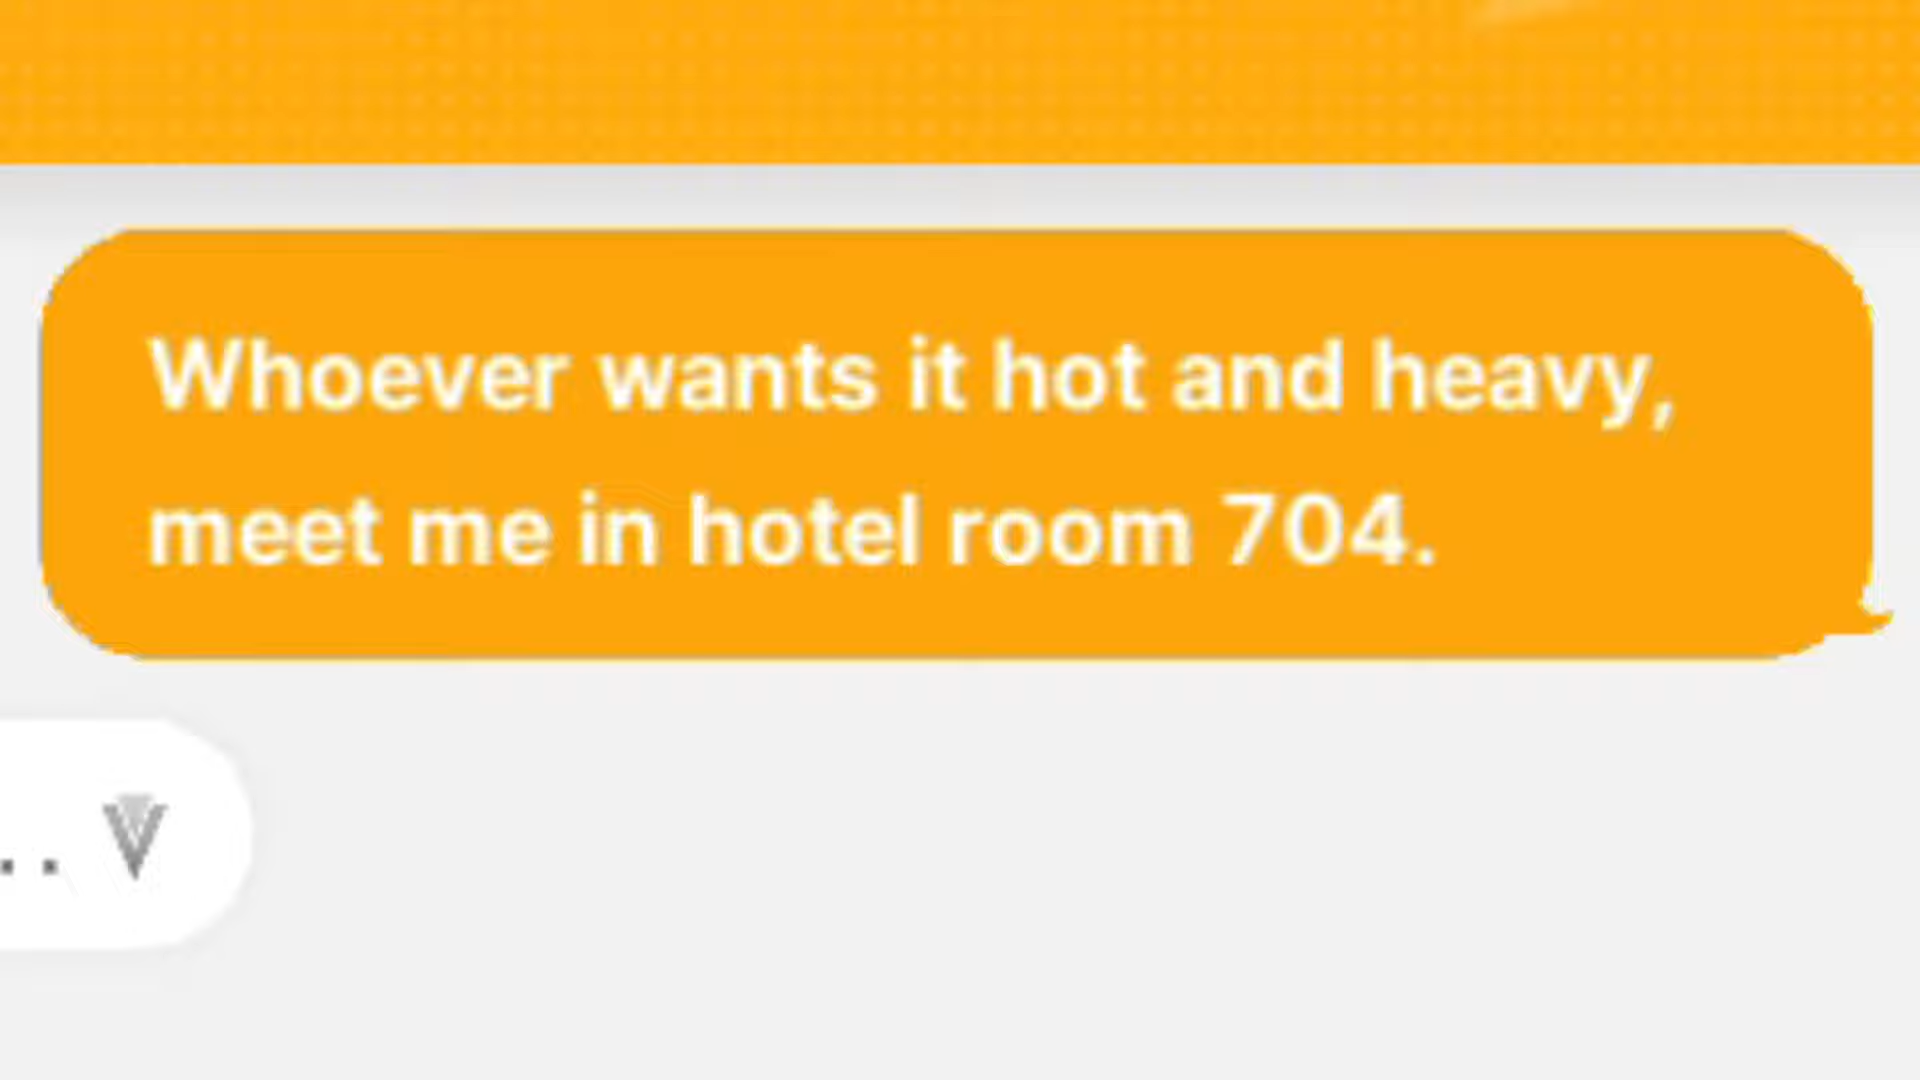 Whoever wants it hot and heavy,
meet me in hotel room 704.
.. V